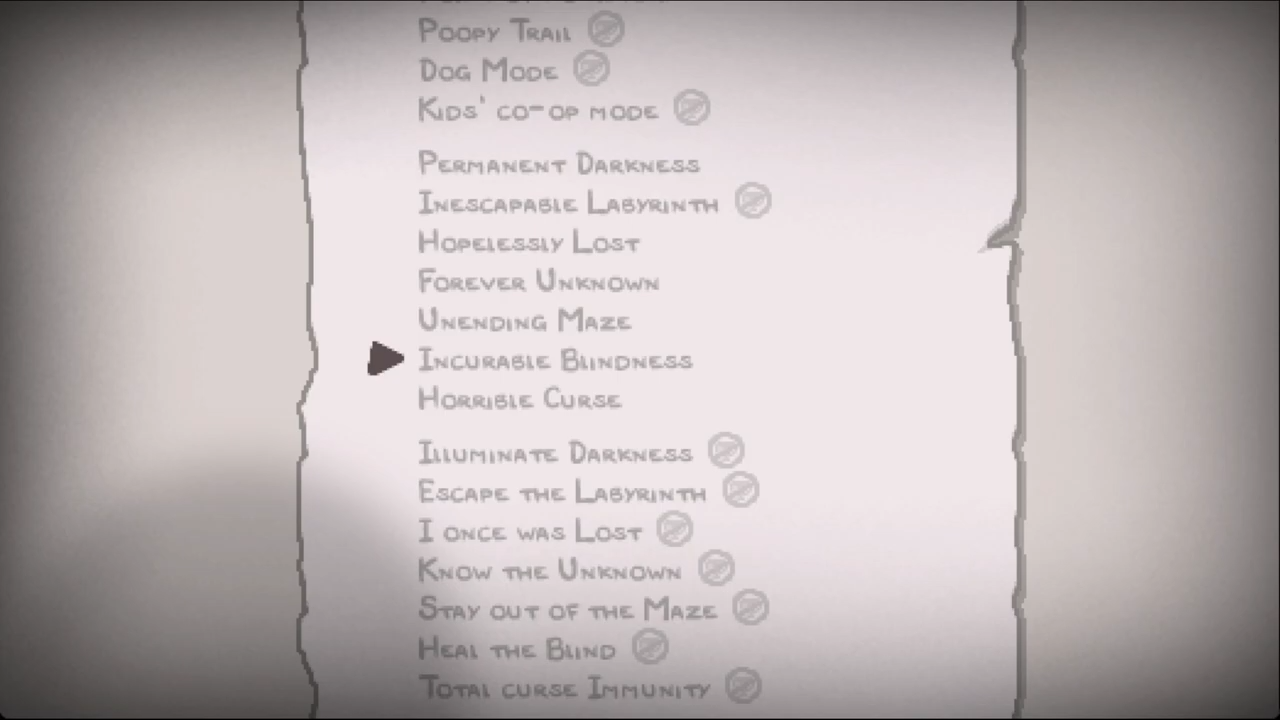 Poopy Trail
Dog Mode
Kids' co-op mode
Permanent Darkness
Inescapable Labyrinth
Hopelessly Lost
Forever Unknown
Unending Maze
Incurable Blindness
Horrible Curse
Illuminate Darkness
Escape the Labyrinth
I once was Lost
Know the Unknown
Stay out of the Maze
Heal the Blind
Total curse Immunity